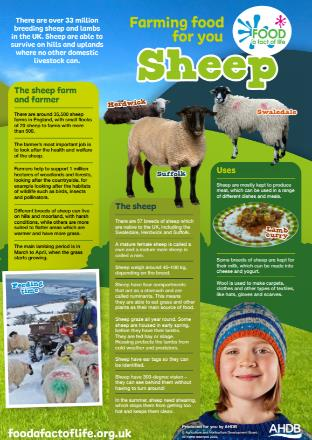 There are over 33 million
breeding sheep and lambs
in the UK. Sheep are able to
survive on hills and uplands
where no other domestic
livestock can.
Farming food
for you
FOOD
a fact of life
Sheep
The sheep farm
and farmer
There are around 35,500 sheep
farms in England, with small flocks
of 20 sheep to farms with more
than 500.
The farmer's most important job is
to look after the health and welfare
of the sheep.
Farmers help to support 1 million
hectares of woodlands and forests,
looking after the countryside, for
example looking after the habitats
of wildlife such as birds, insects
and pollinators.
Different breeds of sheep can live
on hills and moorland, with harsh
conditions, while others are more
suited to flatter areas which are
warmer and have more grass.
The main lambing period is in
March to April, when the grass
starts growing.
Feeding
time
Herdwick
Swaledale
Suffolk
The sheep
There are 57 breeds of sheep which
are native to the UK, including the
Swaledale, Herdwick and Suffolk.
A mature female sheep is called a
ewe and a mature male sheep is
called a ram.
Sheep weigh around 45-100 kg,
depending on the breed.
Sheep have four compartments
that act as a stomach and are
called ruminants. This means
they are able to eat grass and other
plants as their main source of food.
Sheep graze all year round. Some
sheep are housed in early spring,
before they have their lambs.
They are fed hay or silage.
Housing protects the lambs from
cold weather and predators.
Sheep have ear tags so they can
be identified.
Sheep have 300-degree vision –
they can see behind them without
having to turn around!
In the summer, sheep need shearing,
which stops them from getting too
hot and keeps them clean.
Uses
Sheep are mostly kept to produce
meat, which can be used in a range
of different dishes and meals.
Lamb
curry
Some breeds of sheep are kept for
their milk, which can be made into
cheese and yogurt.
Wool is used to make carpets,
clothes and other types of textiles,
like hats, gloves and scarves.
foodafactoflife.org.uk
Produced for you by AHDB
© Agriculture and Horticulture Development Board
AHDB